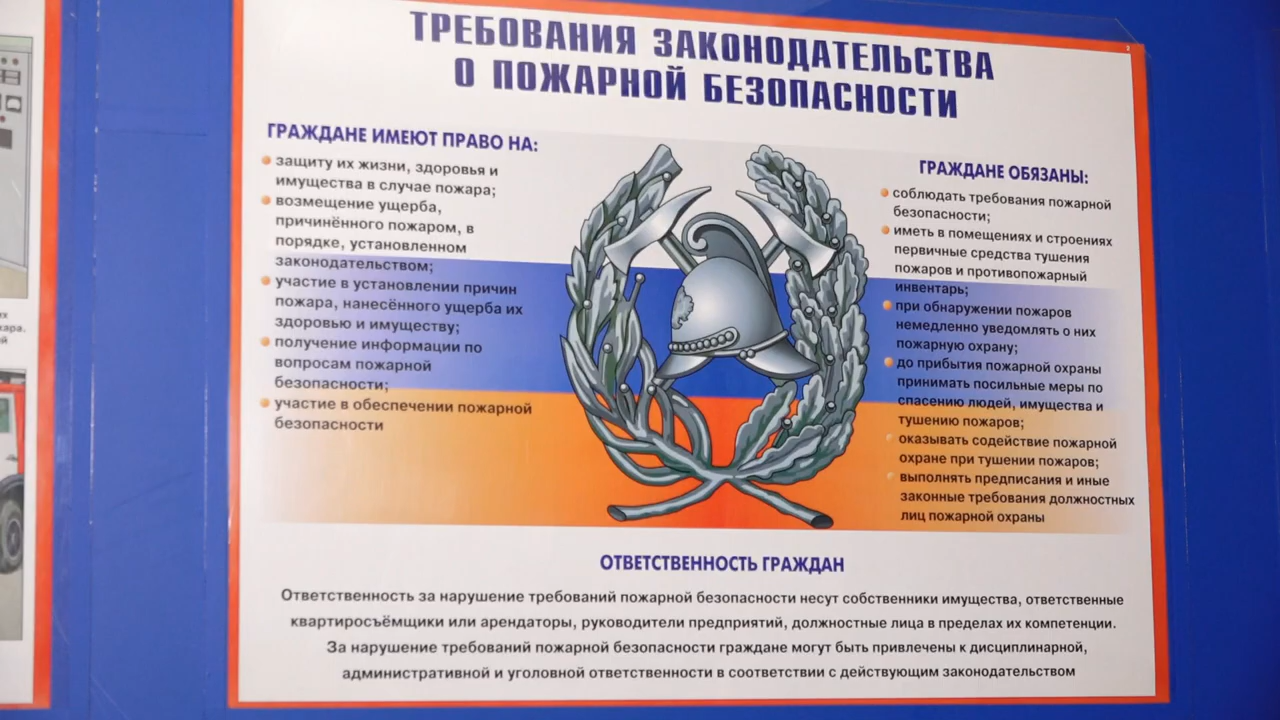 ТРЕБОВАНИЯ ЗАКОНОДАТЕЛЬСТВА
О ПОЖАРНОЙ БЕЗОПАСНОСТИ
ГРАЖДАНЕ ИМЕЮТ ПРАВО НА:
защиту их жизни, здоровья и
имущества в случае пожара;
возмещение ущерба,
причинённого пожаром, в
порядке, установленном
законодательством;
участие в установлении причин
пожара, нанесённого ущерба их
здоровью и имуществу;
получение информации по
вопросам пожарной
безопасности;
участие в обеспечении пожарной
безопасности
ГРАЖДАНЕ ОБЯЗАНЫ:
соблюдать требования пожарной
безопасности;
иметь в помещениях и строениях
первичные средства тушения
пожаров и противопожарный
инвентарь;
при обнаружении пожаров
немедленно уведомлять о них
пожарную охрану;
до прибытия пожарной охраны
принимать посильные меры по
спасению людей, имущества и
тушению пожаров;
оказывать содействие пожарной
охране при тушении пожаров;
выполнять предписания и иные
законные требования должностных
лиц пожарной охраны
ОТВЕТСТВЕННОСТЬ ГРАЖДАН
Ответственность за нарушение требований пожарной безопасности несут собственники имущества, ответственные
квартиросъёмщики или арендаторы, руководители предприятий, должностные лица в пределах их компетенции.
За нарушение требований пожарной безопасности граждане могут быть привлечены к дисциплинарной,
административной и уголовной ответственности в соответствии с действующим законодательством